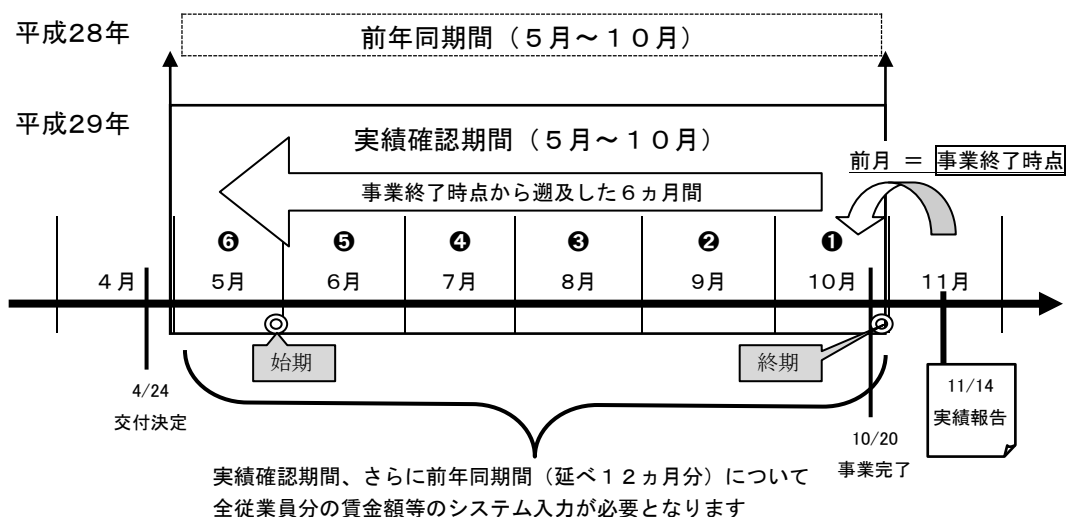 平成28年
前年同期間（５月～１０月）
平成29年
実績確認期間（５月～１０月）
前月 ＝ 事業終了時点
事業終了時点から遡及した６ヵ月間
❻ ❺ ❹ ❸ ❷ ❶
４月 ５月 ６月 ７月 ８月 ９月 10月 11月
始期
終期
4/24
交付決定
10/20
事業完了
11/14
実績報告
実績確認期間、さらに前年同期間（延べ１２ヵ月分）について
全従業員分の賃金額等のシステム入力が必要となります